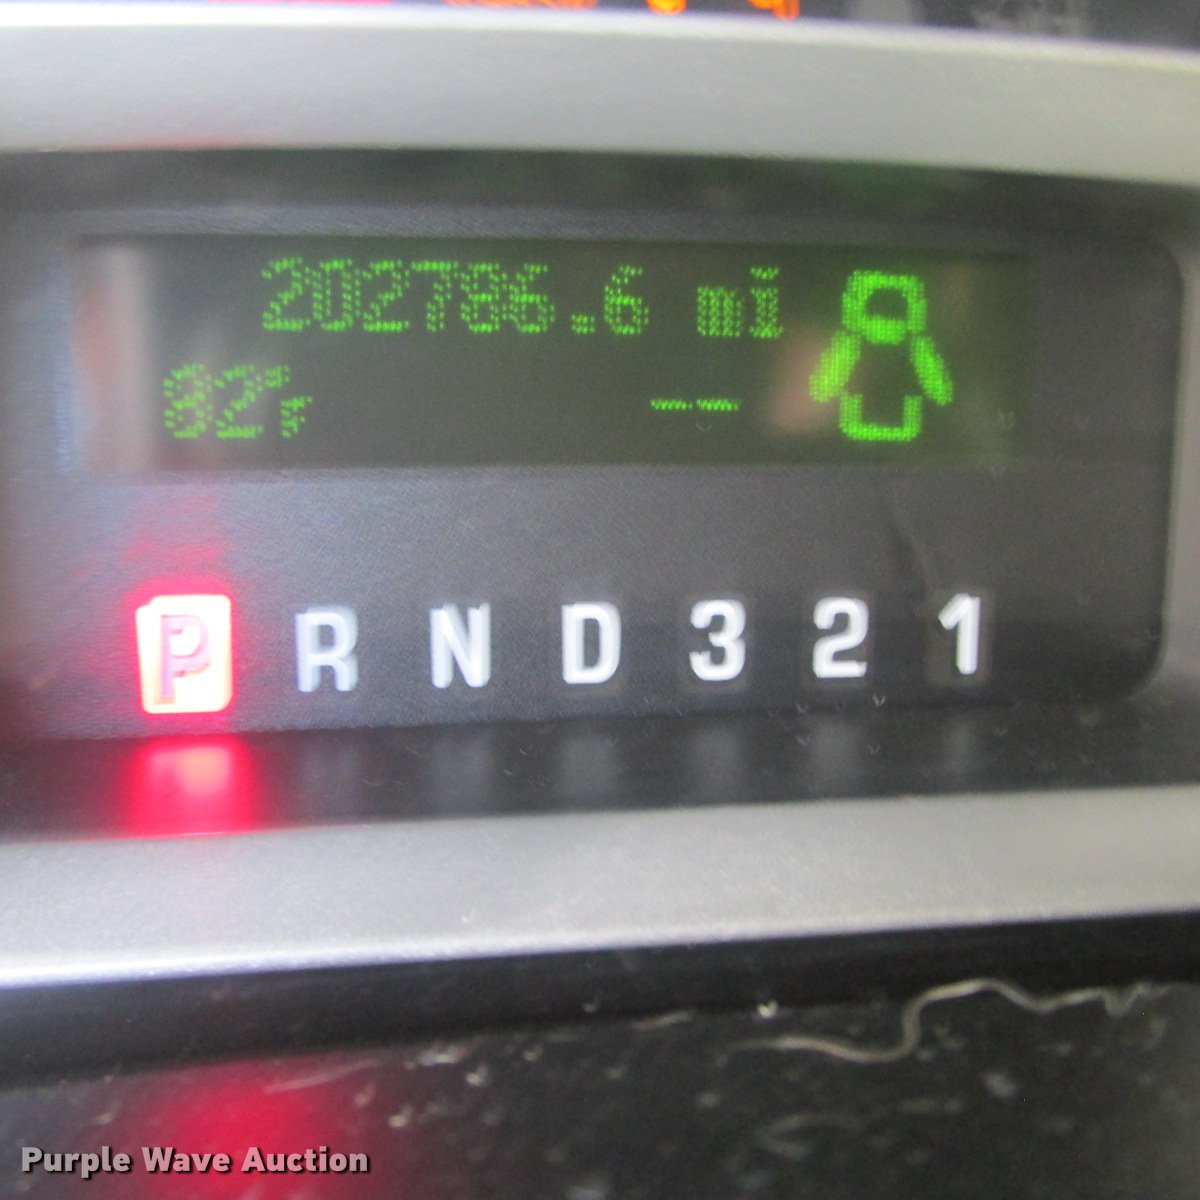 202786.6 mi
82°F --
P R N D 3 2 1
Purple Wave Auction